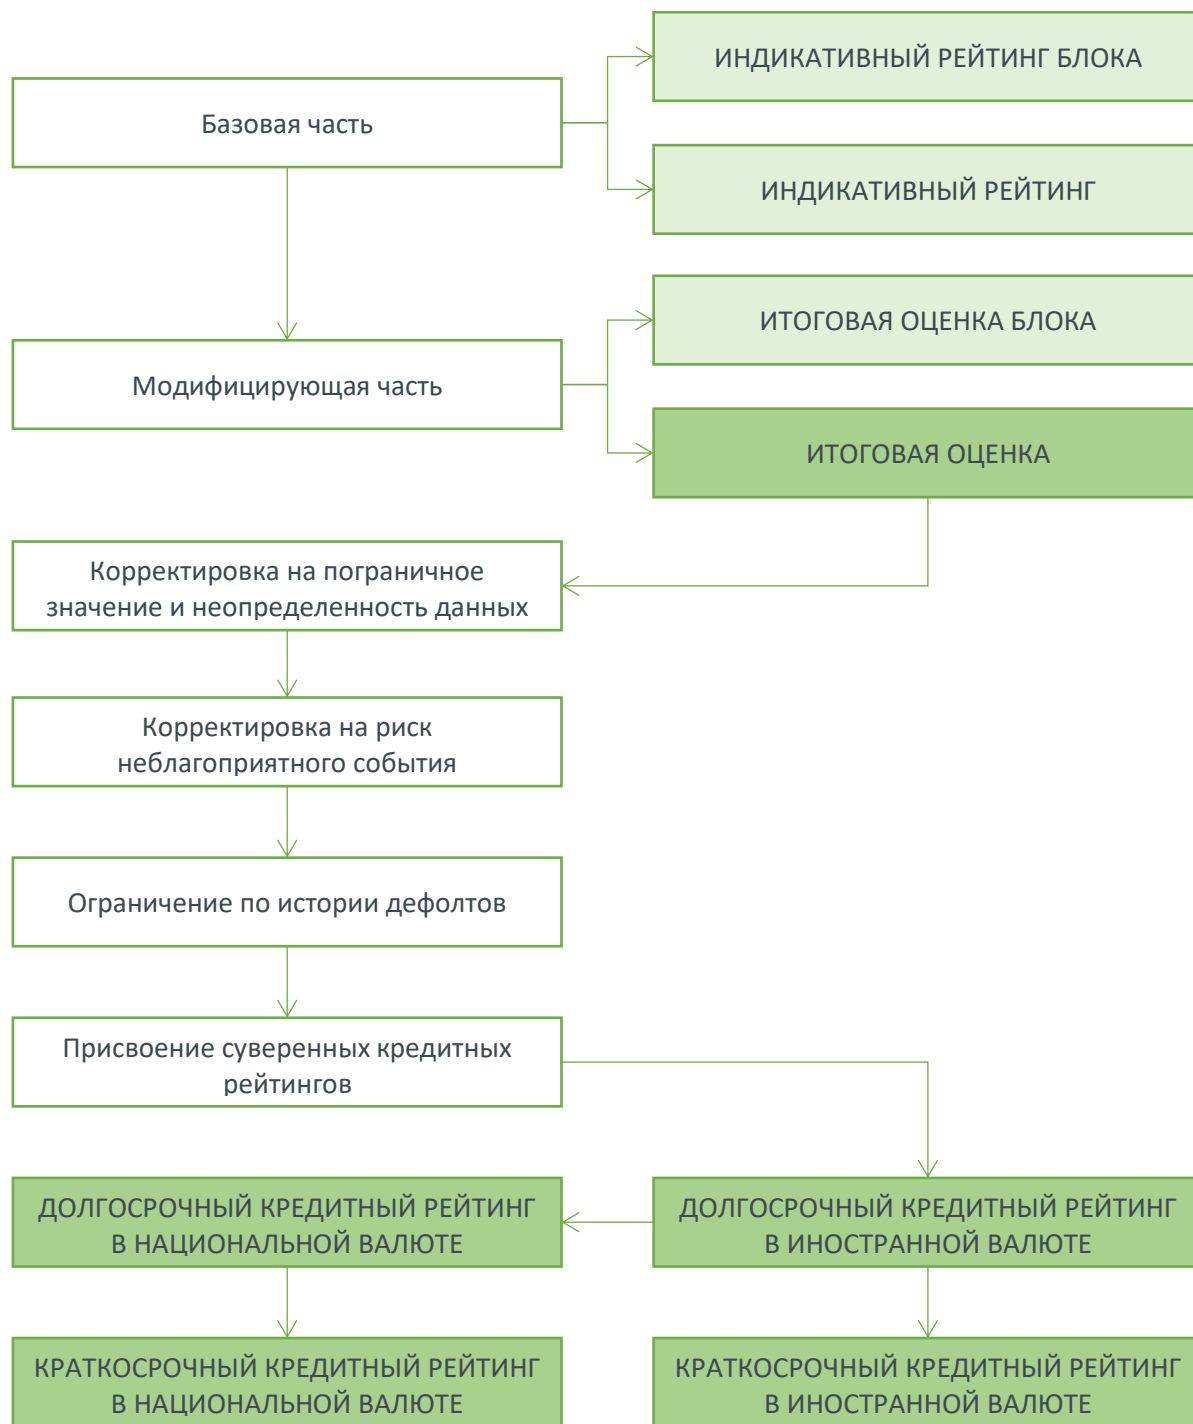 ИНДИКАТИВНЫЙ РЕЙТИНГ БЛОКА
Базовая часть
ИНДИКАТИВНЫЙ РЕЙТИНГ
ИТОГОВАЯ ОЦЕНКА БЛОКА
Модифицирующая часть
ИТОГОВАЯ ОЦЕНКА
Корректировка на пограничное
значение и неопределенность данных
Корректировка на риск
неблагоприятного события
Ограничение по истории дефолтов
Присвоение суверенных кредитных
рейтингов
ДОЛГОСРОЧНЫЙ КРЕДИТНЫЙ РЕЙТИНГ
В НАЦИОНАЛЬНОЙ ВАЛЮТЕ
ДОЛГОСРОЧНЫЙ КРЕДИТНЫЙ РЕЙТИНГ
В ИНОСТРАННОЙ ВАЛЮТЕ
КРАТКОСРОЧНЫЙ КРЕДИТНЫЙ РЕЙТИНГ
В НАЦИОНАЛЬНОЙ ВАЛЮТЕ
КРАТКОСРОЧНЫЙ КРЕДИТНЫЙ РЕЙТИНГ
В ИНОСТРАННОЙ ВАЛЮТЕ